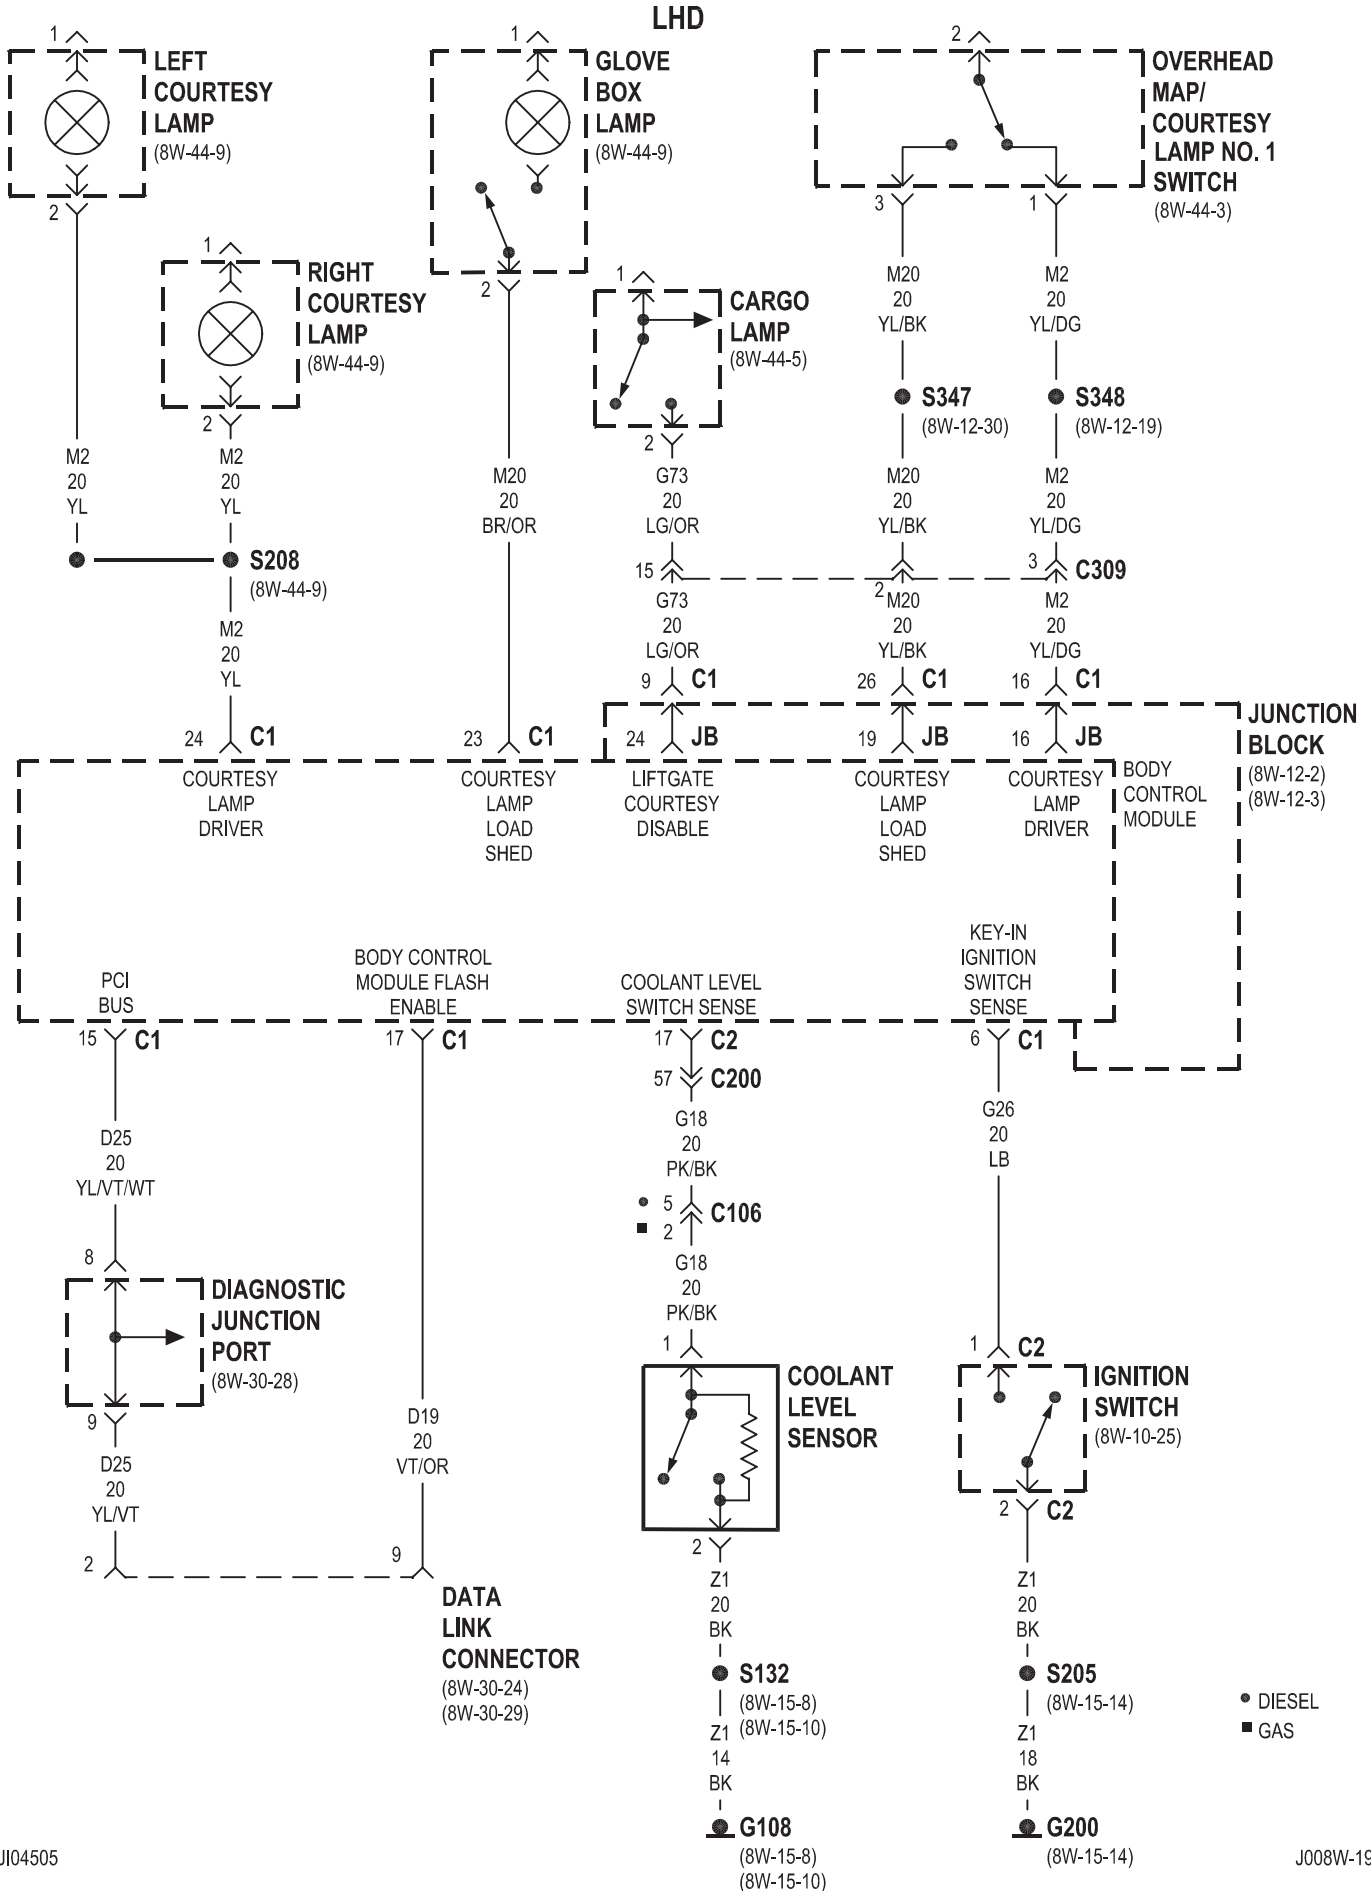 LHD
1
LEFT
COURTESY
LAMP
(8W-44-9)
2
1
GLOVE
BOX
LAMP
(8W-44-9)
2
2
OVERHEAD
MAP/
COURTESY
LAMP NO. 1
SWITCH
(8W-44-3)
3
1
1
RIGHT
COURTESY
LAMP
(8W-44-9)
2
1
CARGO
LAMP
(8W-44-5)
2
M20
20
YL/BK
M2
20
YL/DG
S347
(8W-12-30)
S348
(8W-12-19)
M2
20
YL
M2
20
YL
M20
20
BR/OR
G73
20
LG/OR
M20
20
YL/BK
M2
20
YL/DG
S208
(8W-44-9)
15
2
3
C309
M2
20
YL
G73
20
LG/OR
M20
20
YL/BK
M2
20
YL/DG
9
C1
26
C1
16
C1
JUNCTION
BLOCK
(8W-12-2)
(8W-12-3)
24
C1
23
C1
24
JB
19
JB
16
JB
COURTESY
LAMP
DRIVER
COURTESY
LAMP
LOAD
SHED
LIFTGATE
COURTESY
DISABLE
COURTESY
LAMP
LOAD
SHED
COURTESY
LAMP
DRIVER
BODY
CONTROL
MODULE
PCI
BUS
BODY CONTROL
MODULE FLASH
ENABLE
COOLANT LEVEL
SWITCH SENSE
KEY-IN
IGNITION
SWITCH
SENSE
15
C1
17
C1
17
C2
6
C1
57
C200
D25
20
YL/VT/WT
G18
20
PK/BK
G26
20
LB
5
2
C106
G18
20
PK/BK
8
DIAGNOSTIC
JUNCTION
PORT
(8W-30-28)
9
1
COOLANT
LEVEL
SENSOR
2
1
C2
IGNITION
SWITCH
(8W-10-25)
2
C2
D25
20
YL/VT
D19
20
VT/OR
2
9
DATA
LINK
CONNECTOR
(8W-30-24)
(8W-30-29)
Z1
20
BK
Z1
20
BK
S132
(8W-15-8)
(8W-15-10)
S205
(8W-15-14)
Z1
14
BK
Z1
18
BK
G108
(8W-15-8)
(8W-15-10)
G200
(8W-15-14)
DIESEL
GAS
JI04505
J008W-19